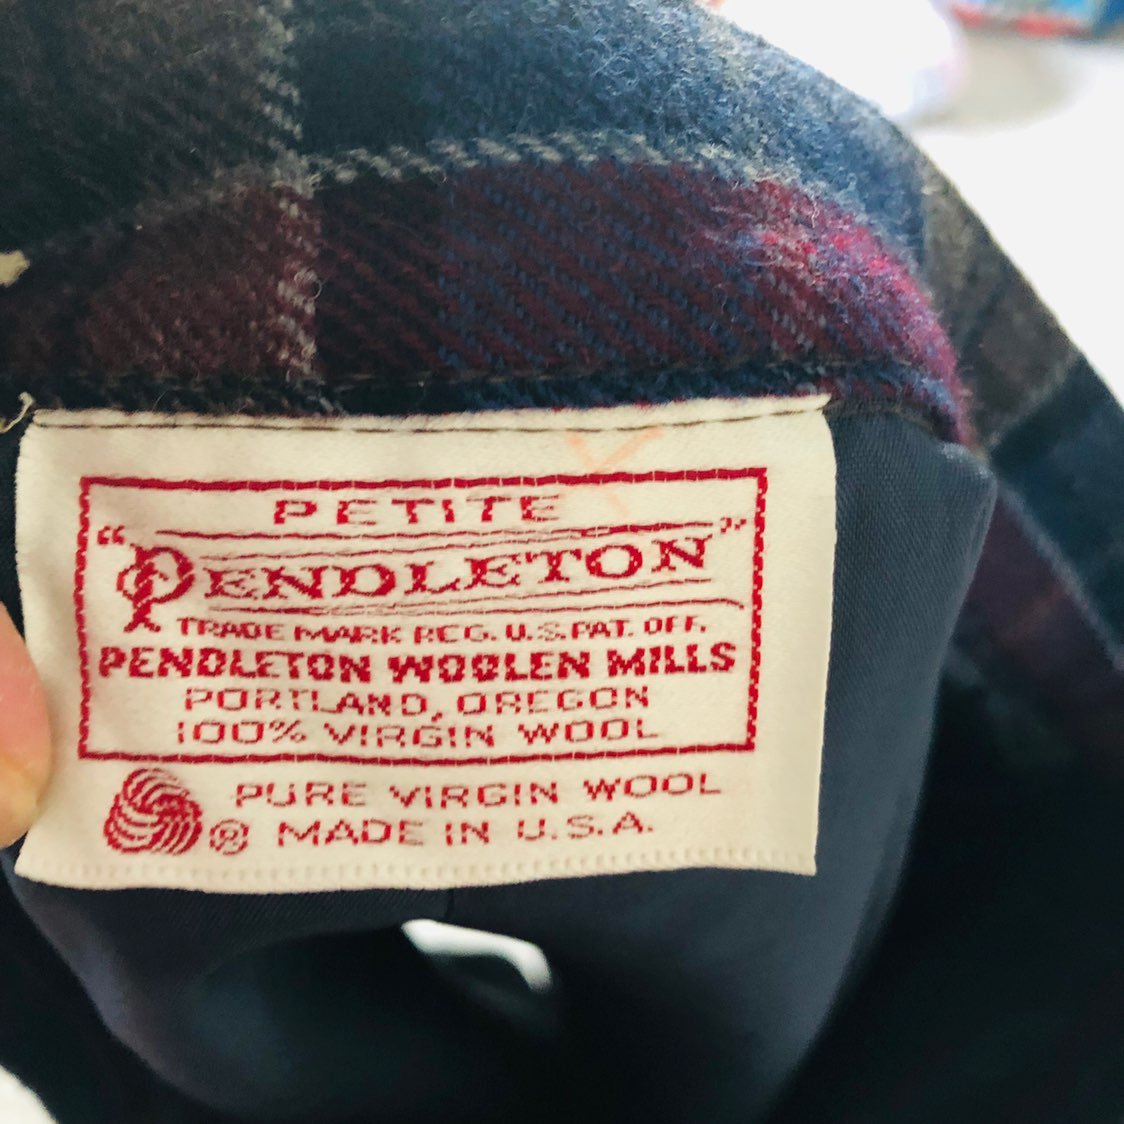 PETITE
"PENDLETON"
TRADE MARK REG. U.S. PAT. OFF.
PENDLETON WOOLEN MILLS
PORTLAND, OREGON
100% VIRGIN WOOL
PURE VIRGIN WOOL
® MADE IN U.S.A.